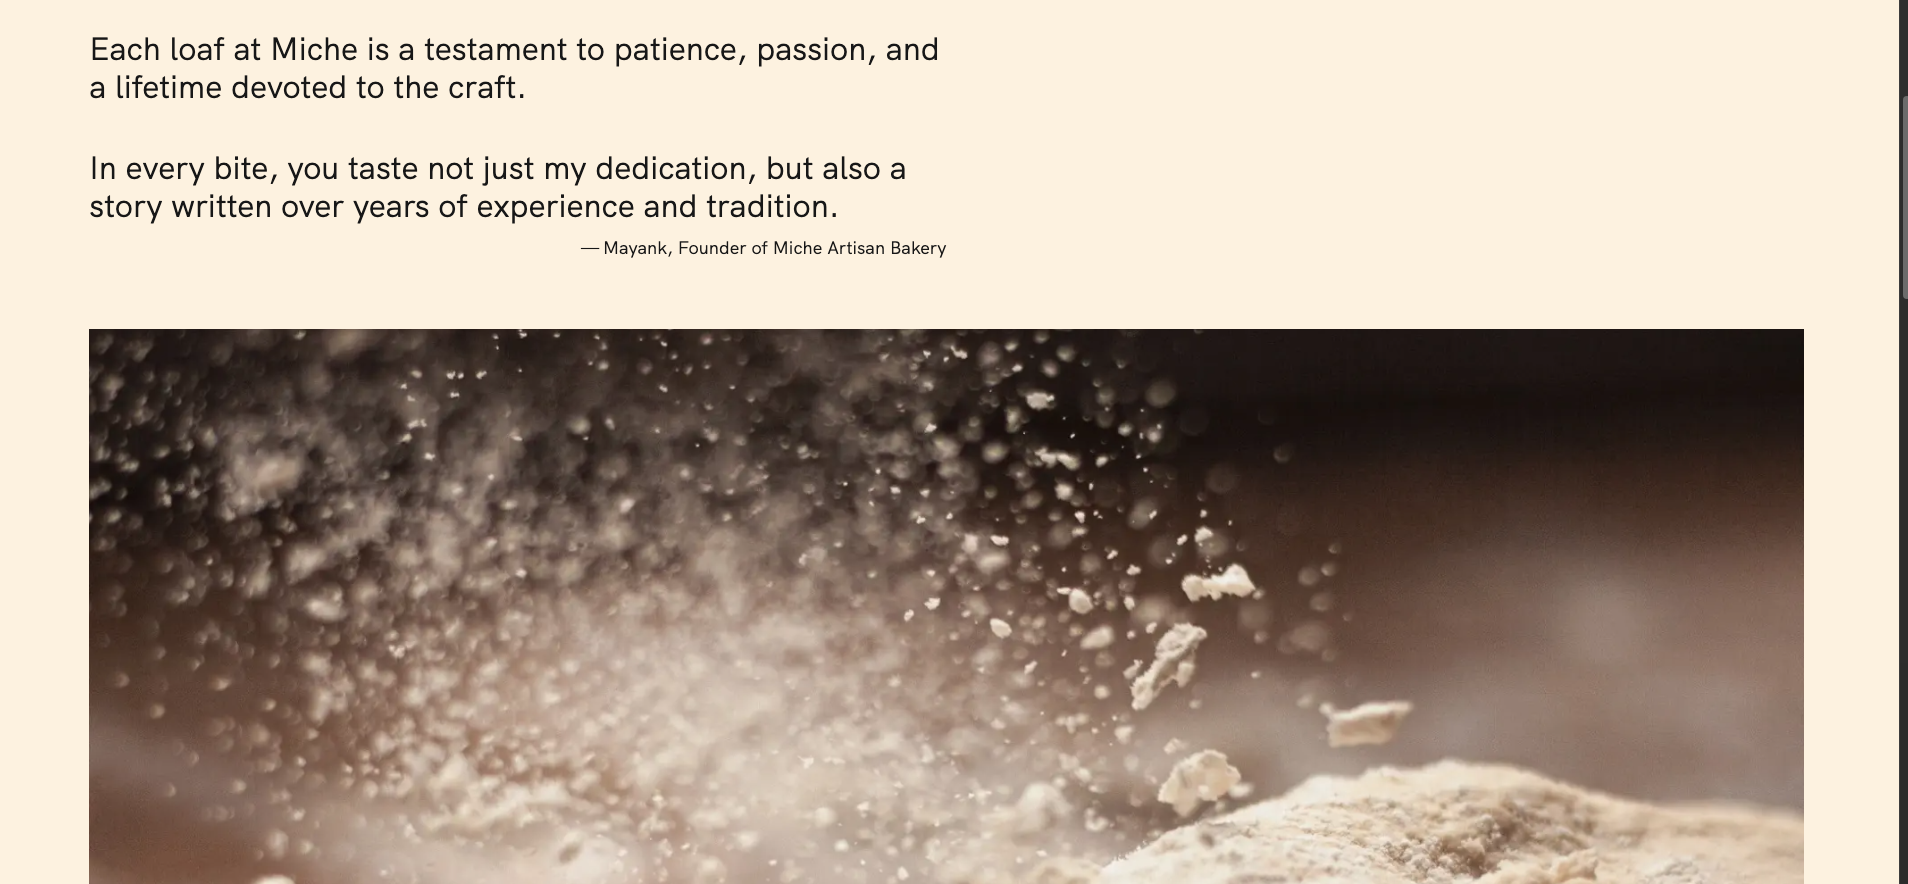 Each loaf at Miche is a testament to patience, passion, and
a lifetime devoted to the craft.
In every bite, you taste not just my dedication, but also a
story written over years of experience and tradition.
— Mayank, Founder of Miche Artisan Bakery